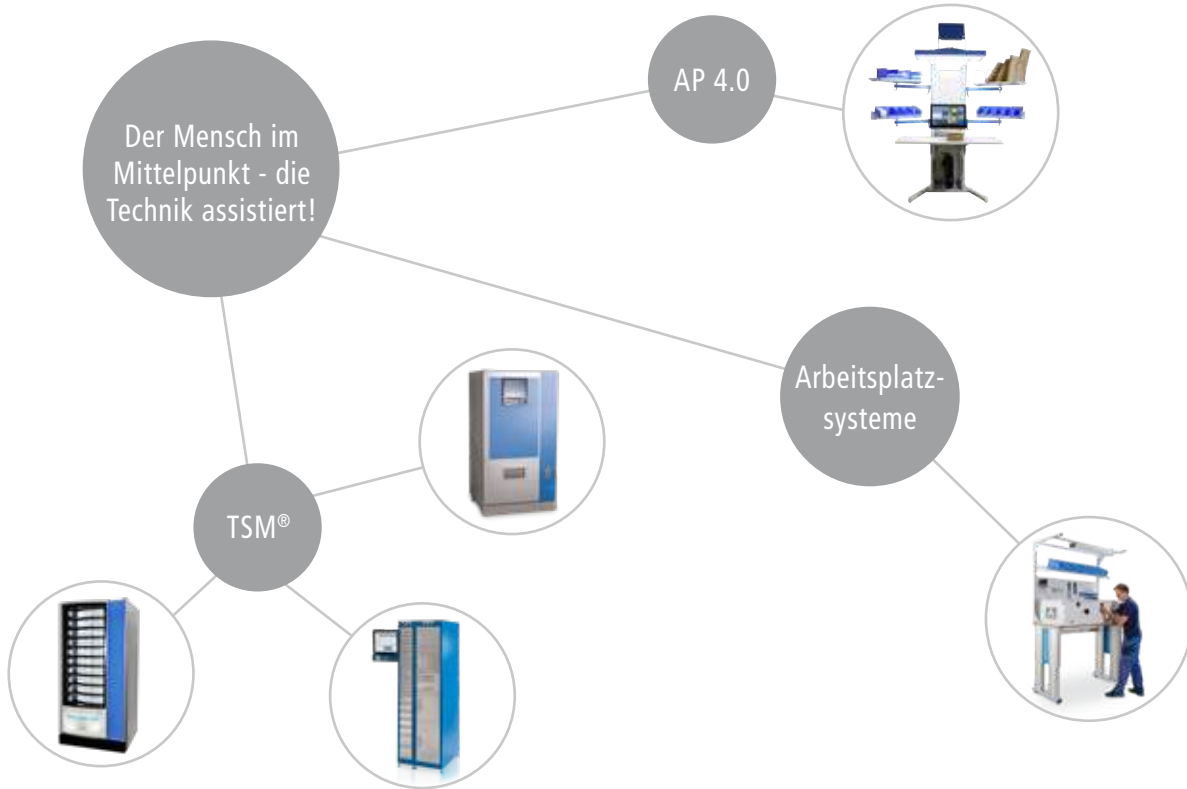 Der Mensch im
Mittelpunkt - die
Technik assistiert!
AP 4.0
Arbeitsplatz-
systeme
TSM®